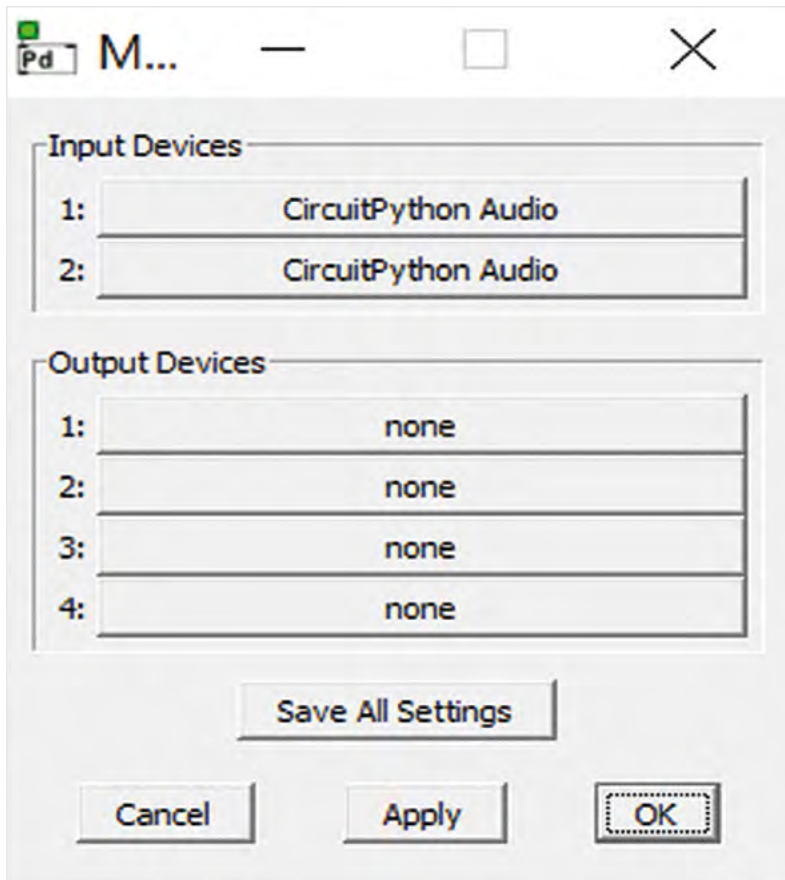 Pd M...
Input Devices
1: CircuitPython Audio
2: CircuitPython Audio
Output Devices
1: none
2: none
3: none
4: none
Save All Settings
Cancel Apply OK